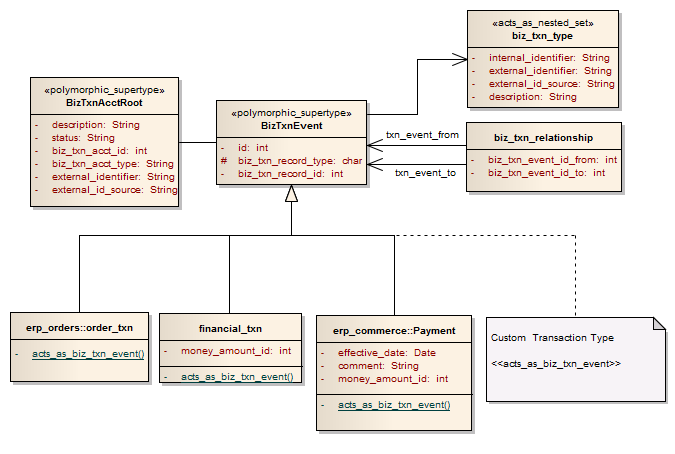 «acts_as_nested_set»
biz_txn_type
- internal_identifier: String
- external_identifier: String
- external_id_source: String
- description: String
«polymorphic_supertype»
BizTxnAcctRoot
- description: String
- status: String
- biz_txn_acct_id: int
- biz_txn_acct_type: String
- external_identifier: String
- external_id_source: String
«polymorphic_supertype»
BizTxnEvent
- id: int
# biz_txn_record_type: char
- biz_txn_record_id: int
txn_event_from
txn_event_to
biz_txn_relationship
- biz_txn_event_id_from: int
- biz_txn_event_id_to: int
erp_orders::order_txn
- acts_as_biz_txn_event()
financial_txn
- money_amount_id: int
- acts_as_biz_txn_event()
erp_commerce::Payment
- effective_date: Date
- comment: String
- money_amount_id: int
- acts_as_biz_txn_event()
Custom Transaction Type
<<acts_as_biz_txn_event>>